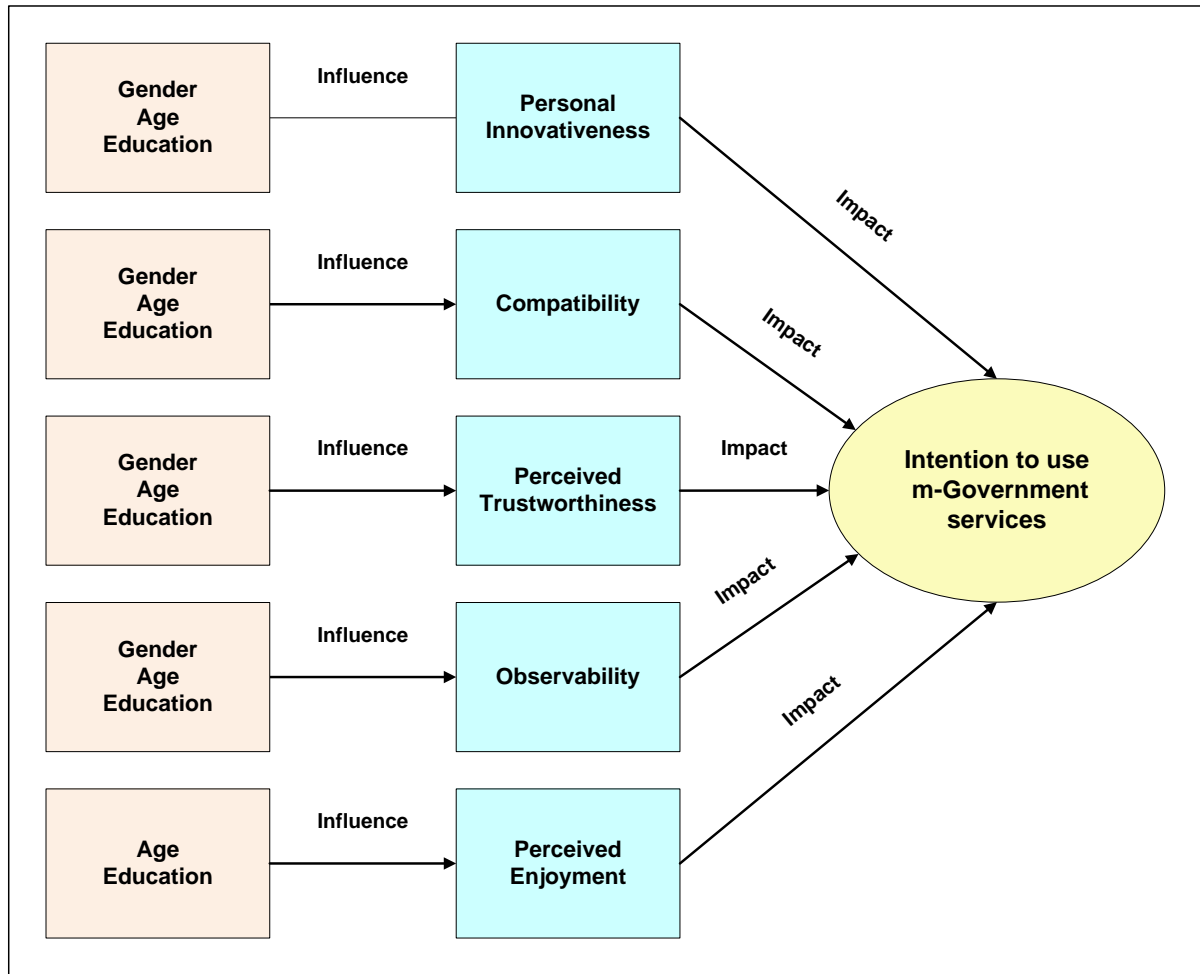 Gender
Age
Education
Influence
Personal
Innovativeness
Impact
Gender
Age
Education
Influence
Compatibility
Impact
Gender
Age
Education
Influence
Perceived
Trustworthiness
Impact
Intention to use
m-Government
services
Gender
Age
Education
Influence
Observability
Impact
Age
Education
Influence
Perceived
Enjoyment
Impact